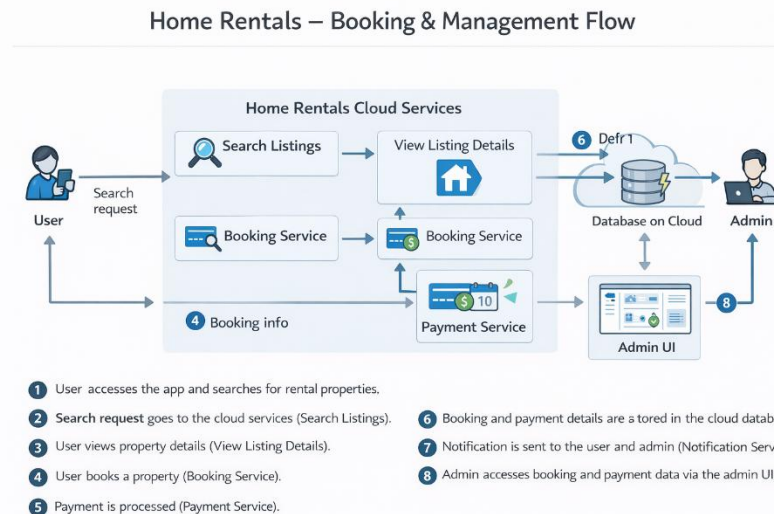 Home Rentals – Booking & Management Flow
Home Rentals Cloud Services
Search Listings
View Listing Details
6 Defr1
Search
request
User
Database on Cloud
Admin
Booking Service
Booking Service
10
4 Booking info
Payment Service
Admin UI
8
1 User accesses the app and searches for rental properties.
2 Search request goes to the cloud services (Search Listings).
3 User views property details (View Listing Details).
4 User books a property (Booking Service).
5 Payment is processed (Payment Service).
6 Booking and payment details are a tored in the cloud datab
7 Notification is sent to the user and admin (Notification Serv
8 Admin accesses booking and payment data via the admin UI